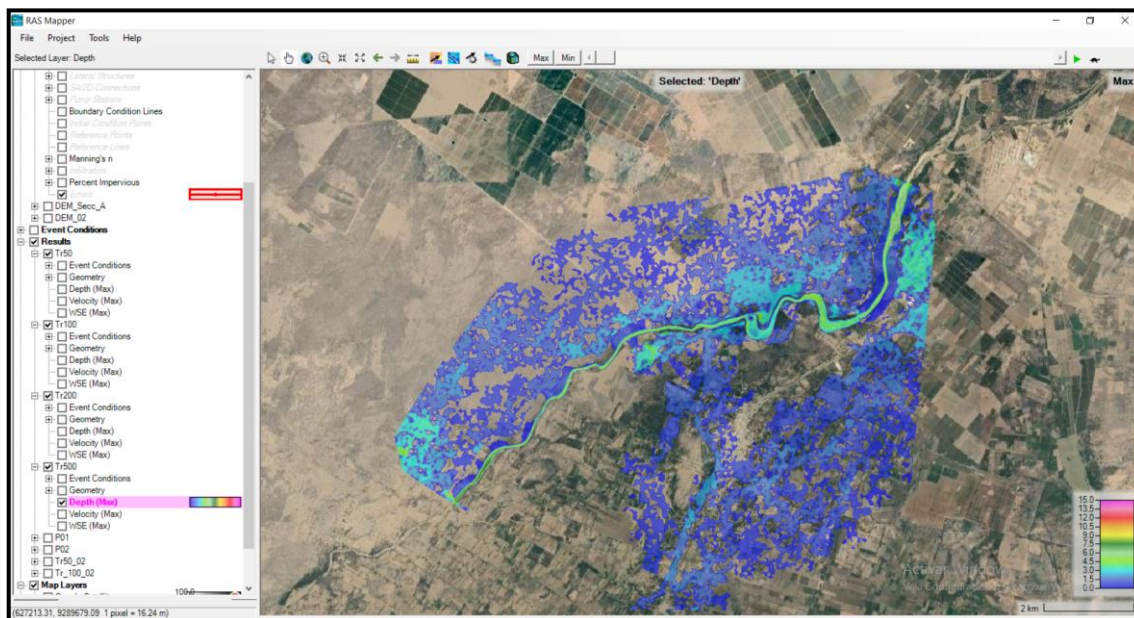 RAS Mapper
File Project Tools Help
Selected Layer: Depth
Max Min
Lateral Structures
SA/2D Connections
Pump Stations
Boundary Condition Lines
Initial Condition Points
Reference Points
Reference Lines
Manning's n
Infiltration
Percent Impervious
Errors
DEM_Secc_A
DEM_02
Event Conditions
Results
Tr50
Event Conditions
Geometry
Depth (Max)
Velocity (Max)
WSE (Max)
Tr100
Event Conditions
Geometry
Depth (Max)
Velocity (Max)
WSE (Max)
Tr200
Event Conditions
Geometry
Depth (Max)
Velocity (Max)
WSE (Max)
Tr500
Event Conditions
Geometry
Depth (Max)
Velocity (Max)
WSE (Max)
P01
P02
Tr50_02
Tr_100_02
Map Layers
(627213.31, 9289679.09 1 pixel = 16.24 m)
Selected: 'Depth'
Max
15.0
13.5
12.0
10.5
9.0
7.5
6.0
4.5
3.0
1.5
0.0
2 km